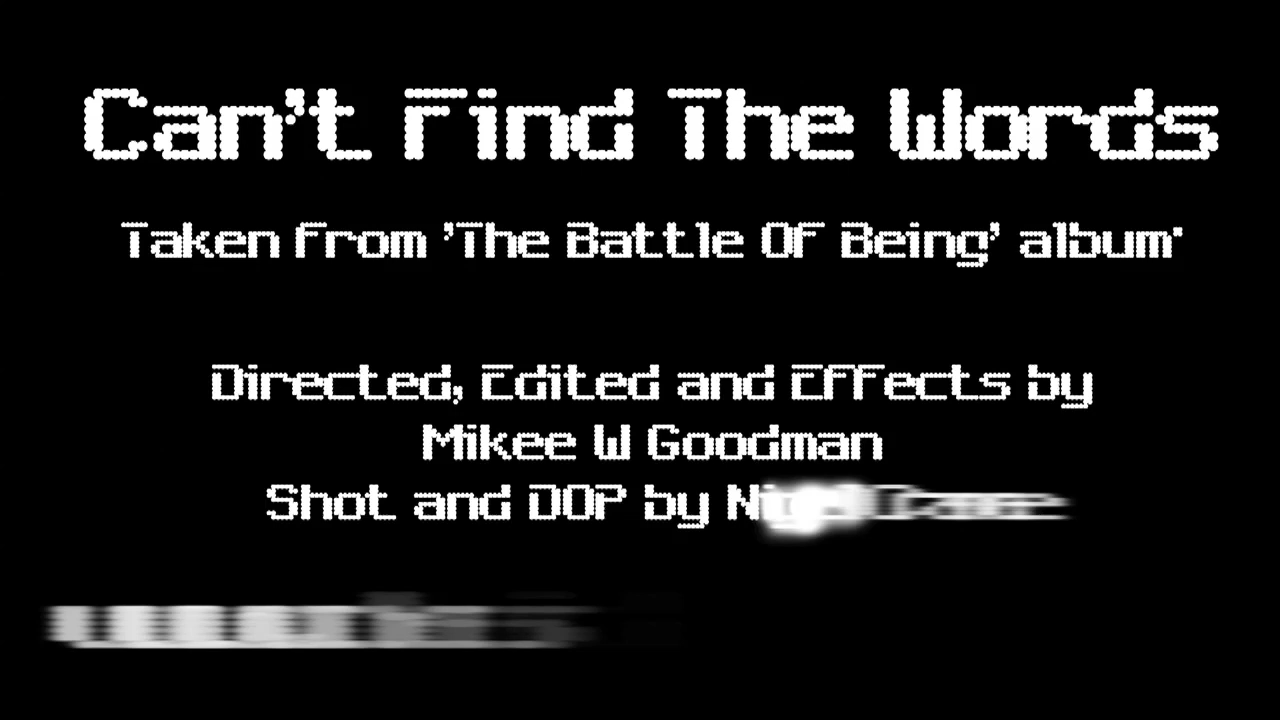 Can't Find The Words
Taken from 'The Battle Of Being' album'
Directed, Edited and Effects by
Mikee W Goodman
Shot and DOP by